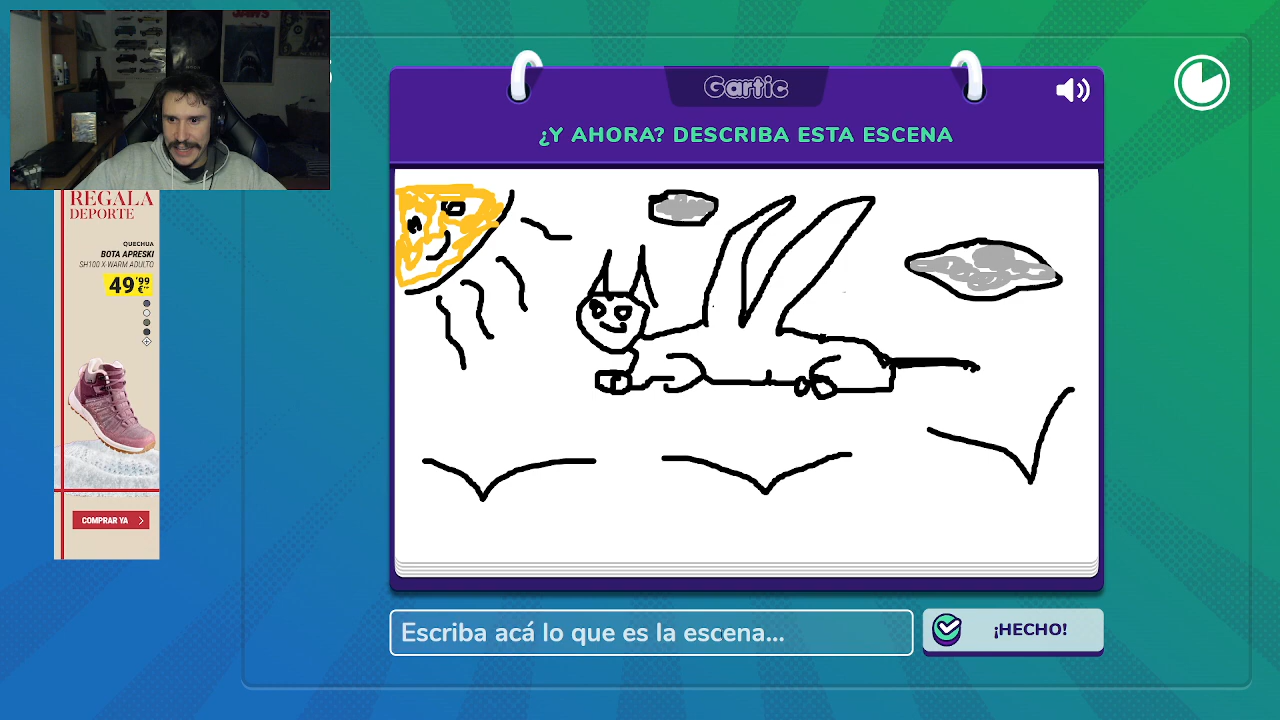 Gartic
¿Y AHORA? DESCRIBA ESTA ESCENA
REGALA
DEPORTE
QUECHUA
BOTA APRESKI
SH100 X-WARM ADULTO
49'99
€**
COMPRAR YA
Escriba acá lo que es la escena...
¡HECHO!